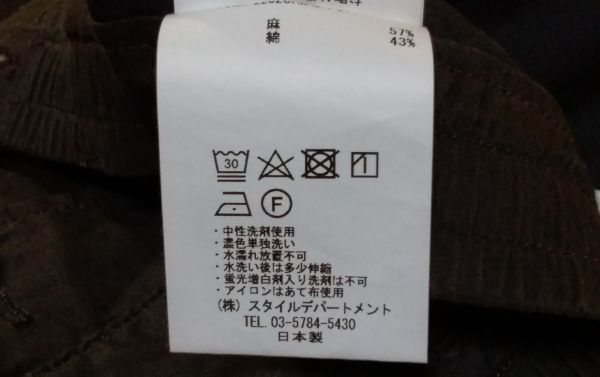 麻 57%
綿 43%
30
F
・中性洗剤使用
・濃色単独洗い
・水濡れ放置不可
・水洗い後は多少伸縮
・蛍光増白剤入り洗剤は不可
・アイロンはあて布使用
(株) スタイルデパートメント
TEL. 03-5784-5430
日本製